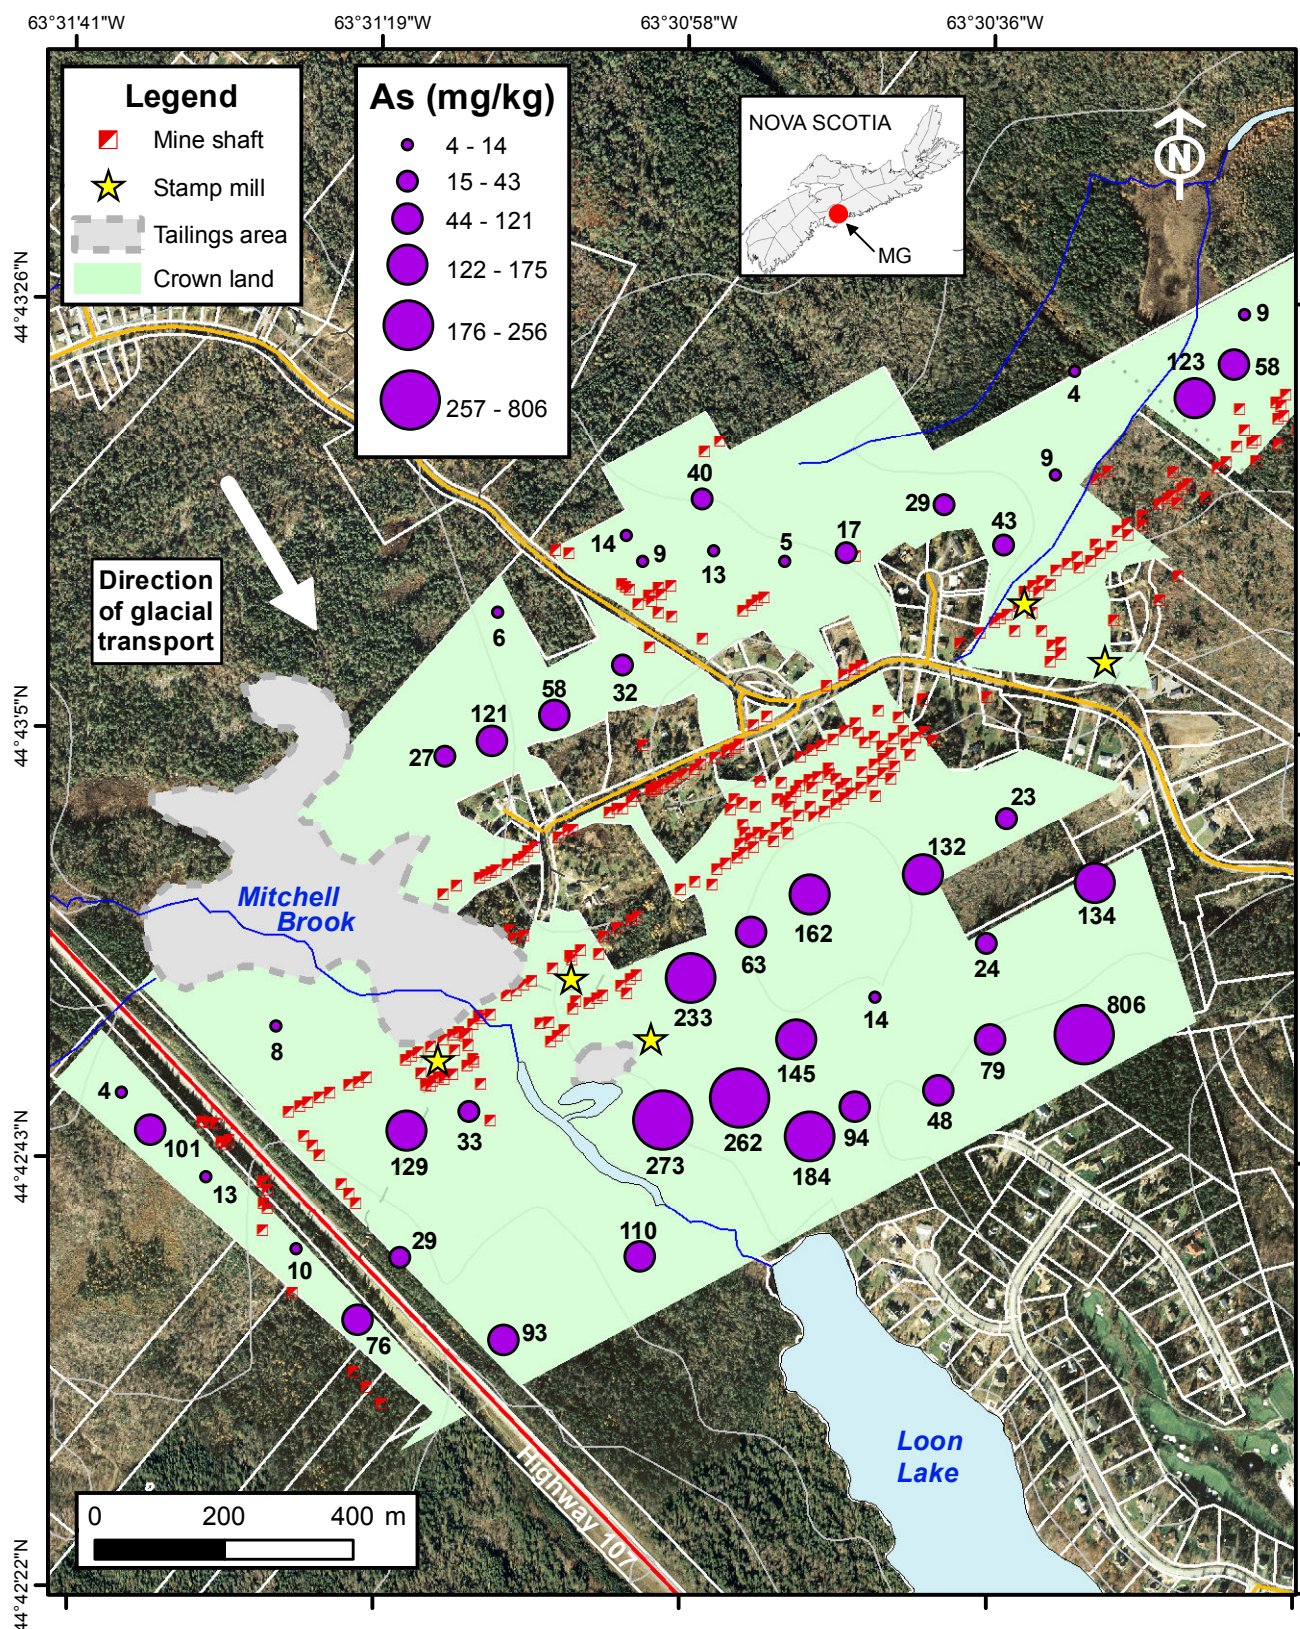 63°31'41"W
63°31'19"W
63°30'58"W
63°30'36"W
44°43'26"N
44°43'5"N
44°42'43"N
44°42'22"N
Legend
Mine shaft
Stamp mill
Tailings area
Crown land
As (mg/kg)
4 - 14
15 - 43
44 - 121
122 - 175
176 - 256
257 - 806
NOVA SCOTIA
MG
N
Direction
of glacial
transport
9
58
123
4
9
40
29
43
14
9
13
5
17
6
32
58
121
27
23
132
134
162
63
24
233
14
806
8
145
79
4
48
101
33
94
129
262
273
184
13
10
29
110
76
93
Mitchell
Brook
Loon
Lake
Highway 107
0 200 400 m